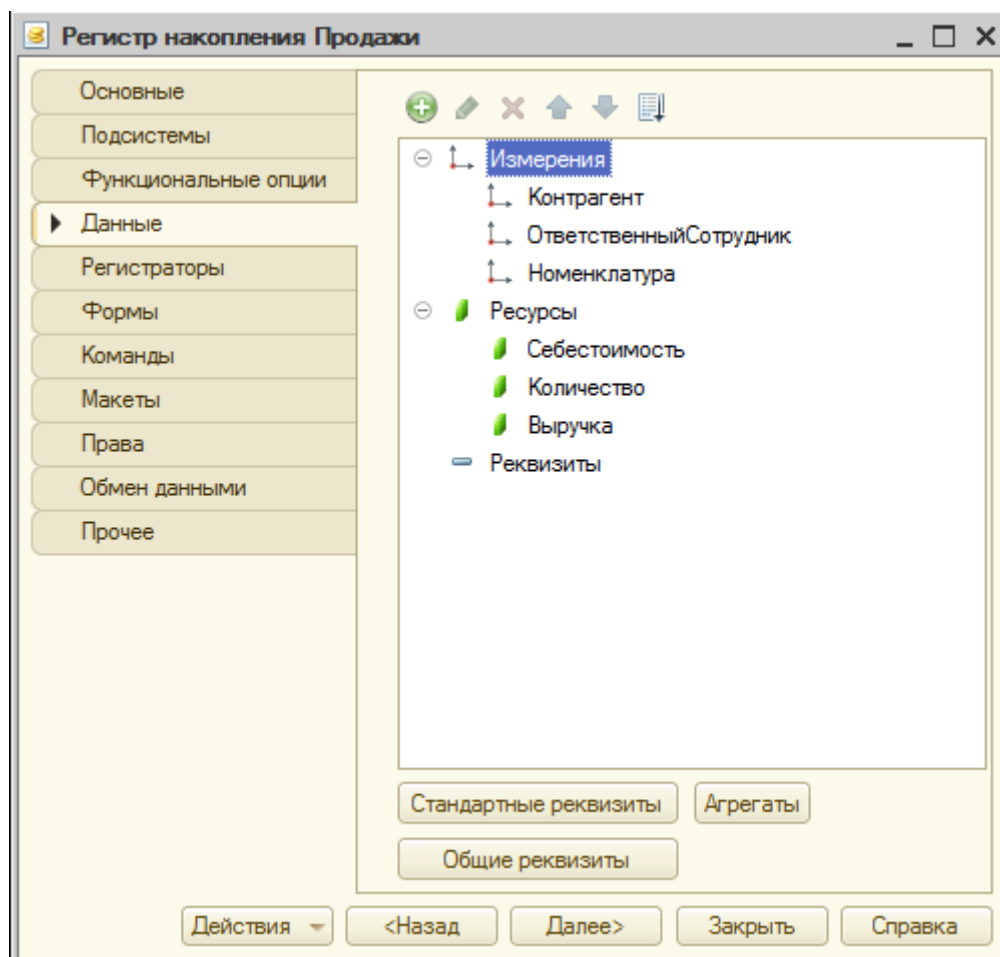 Регистр накопления Продажи
Основные
Подсистемы
Функциональные опции
Данные
Регистраторы
Формы
Команды
Макеты
Права
Обмен данными
Прочее
Измерения
Контрагент
ОтветственныйСотрудник
Номенклатура
Ресурсы
Себестоимость
Количество
Выручка
Реквизиты
Стандартные реквизиты Агрегаты
Общие реквизиты
Действия <Назад Далее> Закрыть Справка